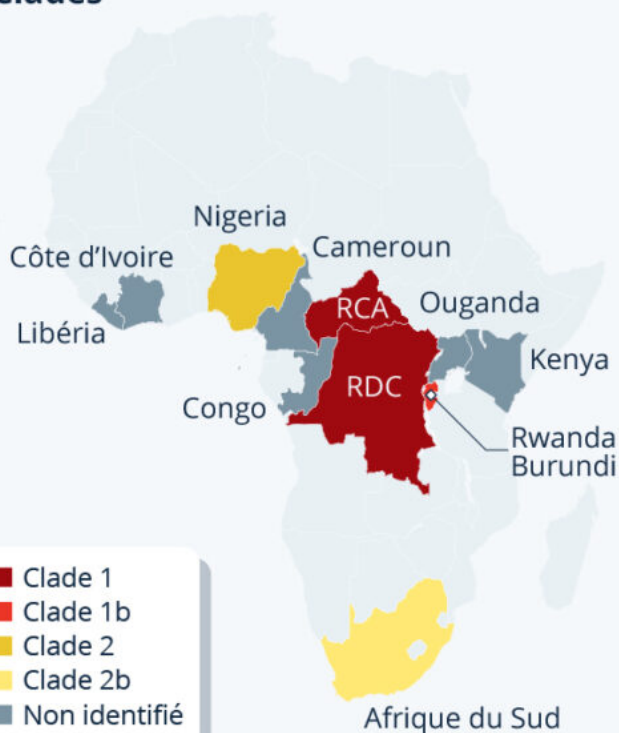 clades
Nigeria
Côte d'Ivoire
Cameroun
RCA
Ouganda
Libéria
Kenya
RDC
Congo
Rwanda
Burundi
Clade 1
Clade 1b
Clade 2
Clade 2b
Non identifié
Afrique du Sud